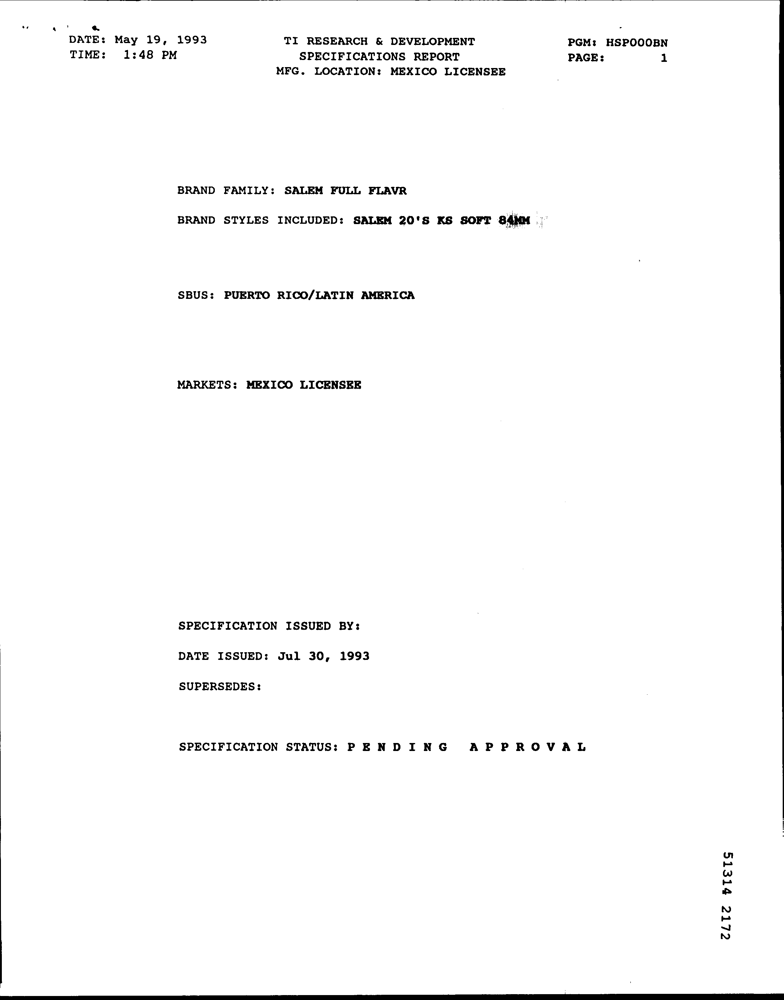 DATE: May 19, 1993 TI RESEARCH & DEVELOPMENT PGM: HSP000BN
TIME: 1:48 PM SPECIFICATIONS REPORT PAGE: 1
MFG. LOCATION: MEXICO LICENSEE
BRAND FAMILY: SALEM FULL FLAVR
BRAND STYLES INCLUDED: SALEM 20'S KS SOFT 84MM
SBUS: PUERTO RICO/LATIN AMERICA
MARKETS: MEXICO LICENSEE
SPECIFICATION ISSUED BY:
DATE ISSUED: Jul 30, 1993
SUPERSEDES:
SPECIFICATION STATUS: P E N D I N G A P P R O V A L
51314 2172